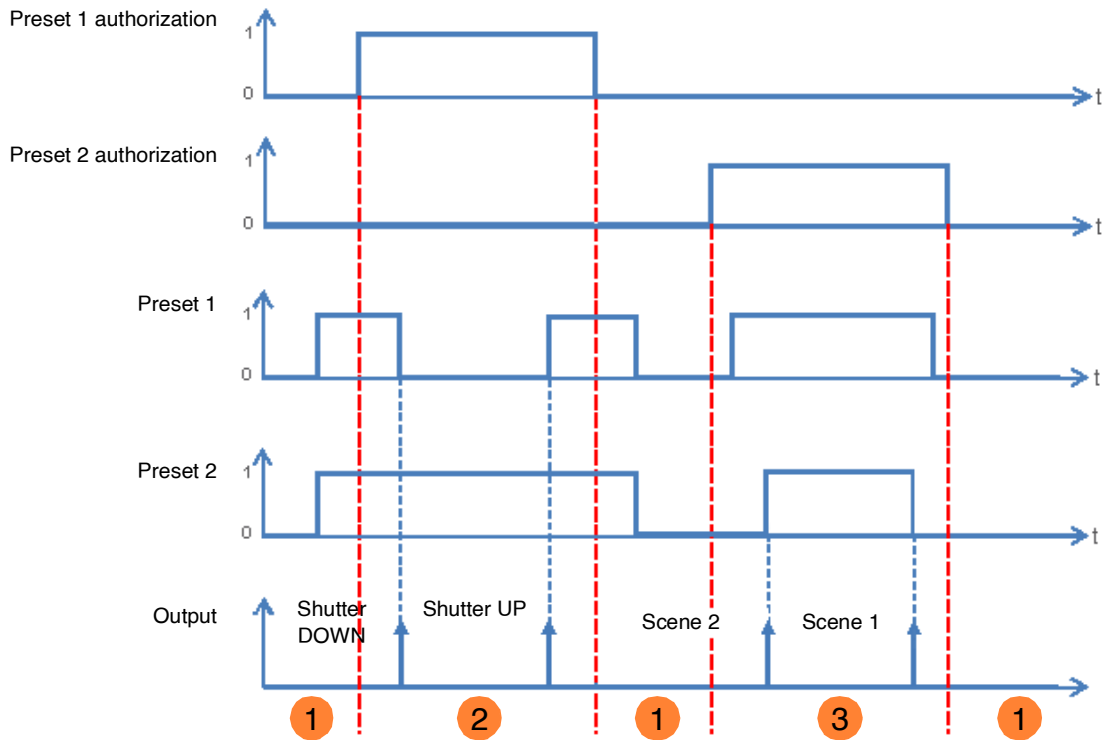 Preset 1 authorization
1
0
t
Preset 2 authorization
1
0
t
Preset 1
1
0
t
Preset 2
1
0
t
Output
Shutter
DOWN
Shutter UP
Scene 2
Scene 1
1
2
1
3
1